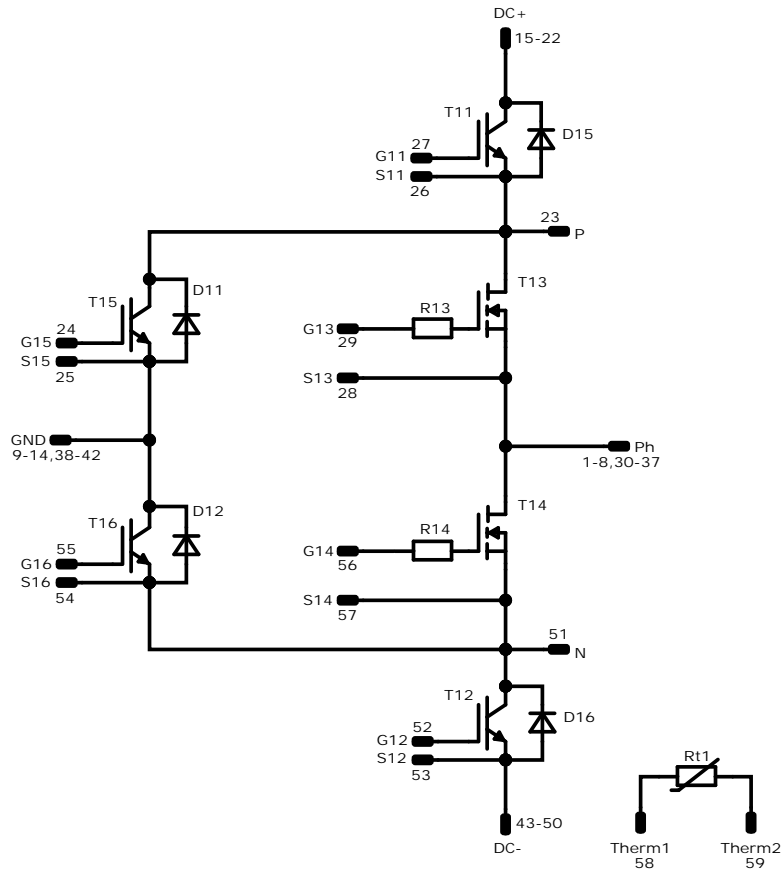 DC+
15-22
T11
D15
27
G11
S11
26
23
P
D11
T15
T13
24
G15
S15
25
R13
G13
29
S13
28
GND
9-14,38-42
Ph
1-8,30-37
D12
T16
T14
55
G16
S16
54
R14
G14
56
S14
57
51
N
T12
D16
52
G12
S12
53
43-50
DC-
Rt1
Therm1
58
Therm2
59